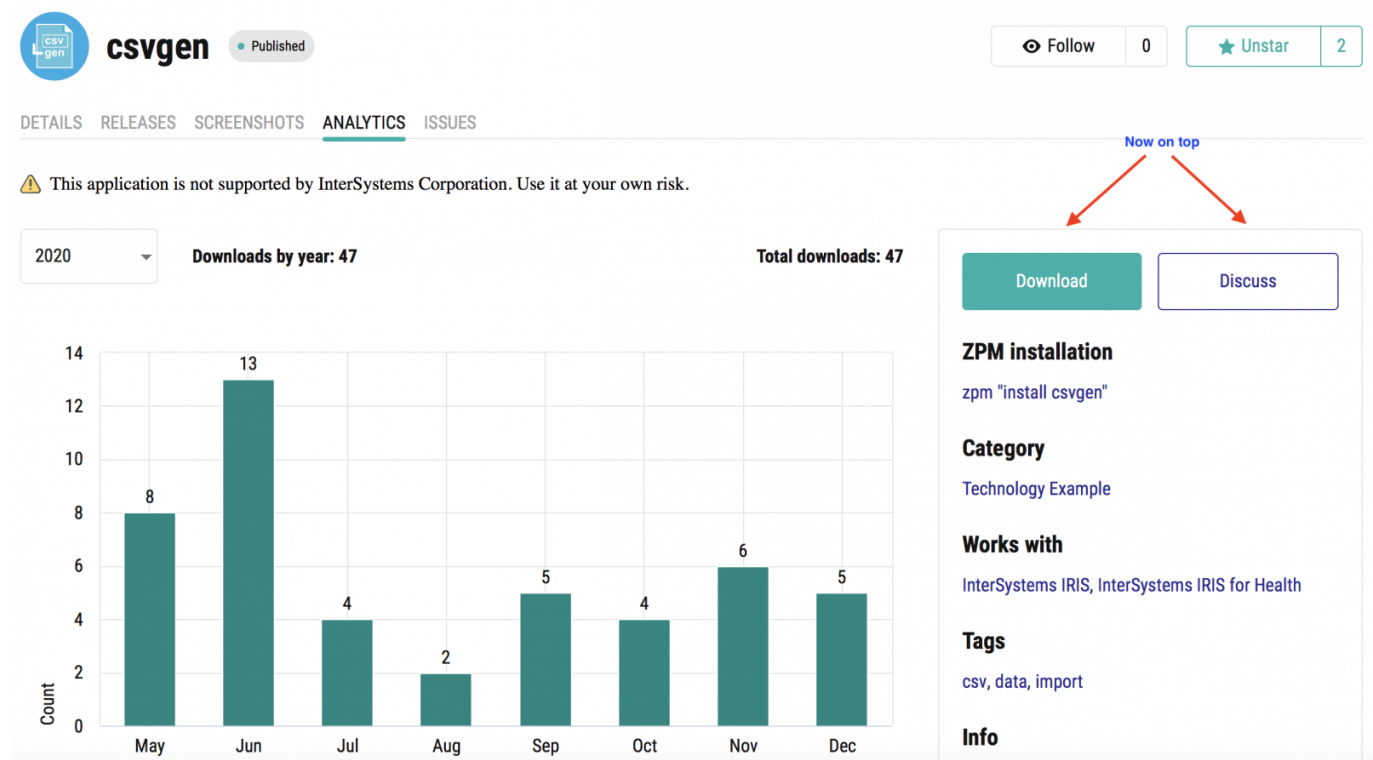 csv
gen
csvgen
Published
Follow 0
Unstar 2
DETAILS RELEASES SCREENSHOTS ANALYTICS ISSUES
Now on top
This application is not supported by InterSystems Corporation. Use it at your own risk.
2020
Downloads by year: 47
Total downloads: 47
14
12
10
8
6
4
2
0
Count
8
13
4
2
5
4
6
5
May Jun Jul Aug Sep Oct Nov Dec
Download
Discuss
ZPM installation
zpm "install csvgen"
Category
Technology Example
Works with
InterSystems IRIS, InterSystems IRIS for Health
Tags
csv, data, import
Info